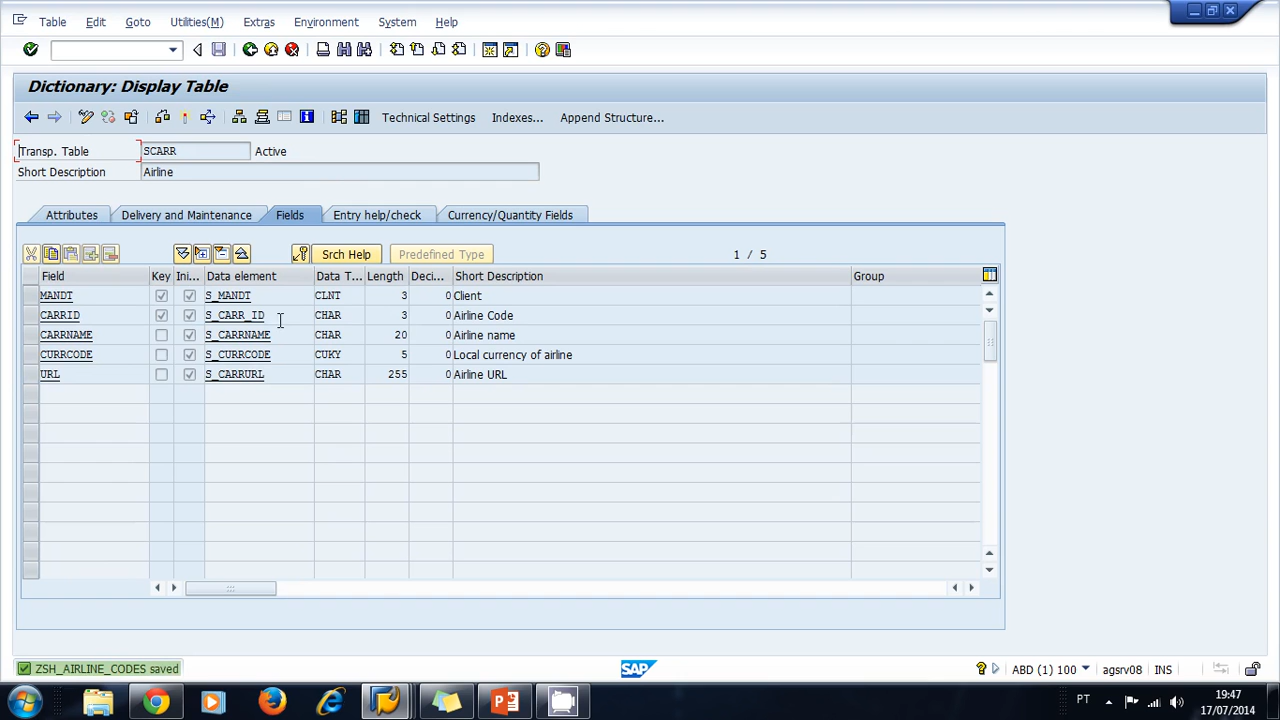 Table Edit Goto Utilities(M) Extras Environment System Help
Dictionary: Display Table
Technical Settings Indexes... Append Structure...
Transp. Table SCARR Active
Short Description Airline
Attributes Delivery and Maintenance Fields Entry help/check Currency/Quantity Fields
Srch Help Predefined Type 1 / 5
Field Key Ini... Data element Data T... Length Deci... Short Description Group
MANDT S_MANDT CLNT 3 0 Client
CARRID S_CARR_ID CHAR 3 0 Airline Code
CARRNAME S_CARRNAME CHAR 20 0 Airline name
CURRCODE S_CURRCODE CUKY 5 0 Local currency of airline
URL S_CARRURL CHAR 255 0 Airline URL
ZSH_AIRLINE_CODES saved SAP ABD (1) 100 agsrv08 INS
PT 19:47
17/07/2014